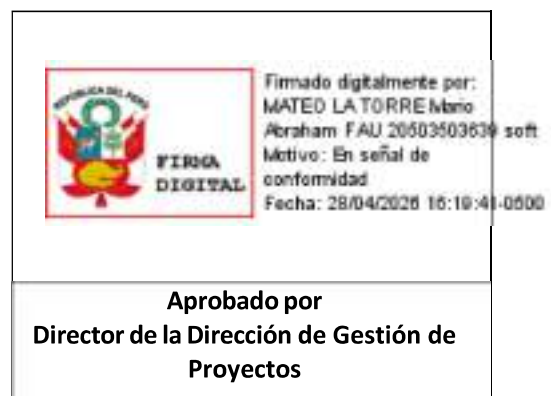 REPUBLICA DEL PERU
FIRMA
DIGITAL
Firmado digitalmente por:
MATEO LA TORRE Mario
Abraham FAU 20503503639 soft
Motivo: En señal de
conformidad
Fecha: 28/04/2026 16:19:41-0500
Aprobado por
Director de la Dirección de Gestión de
Proyectos